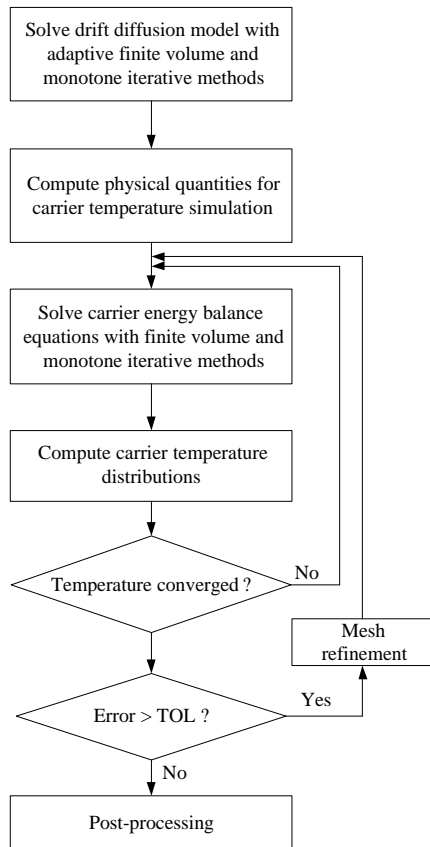 Solve drift diffusion model with
adaptive finite volume and
monotone iterative methods
Compute physical quantities for
carrier temperature simulation
Solve carrier energy balance
equations with finite volume and
monotone iterative methods
Compute carrier temperature
distributions
Temperature converged ?
No
Mesh
refinement
Error > TOL ?
Yes
No
Post-processing